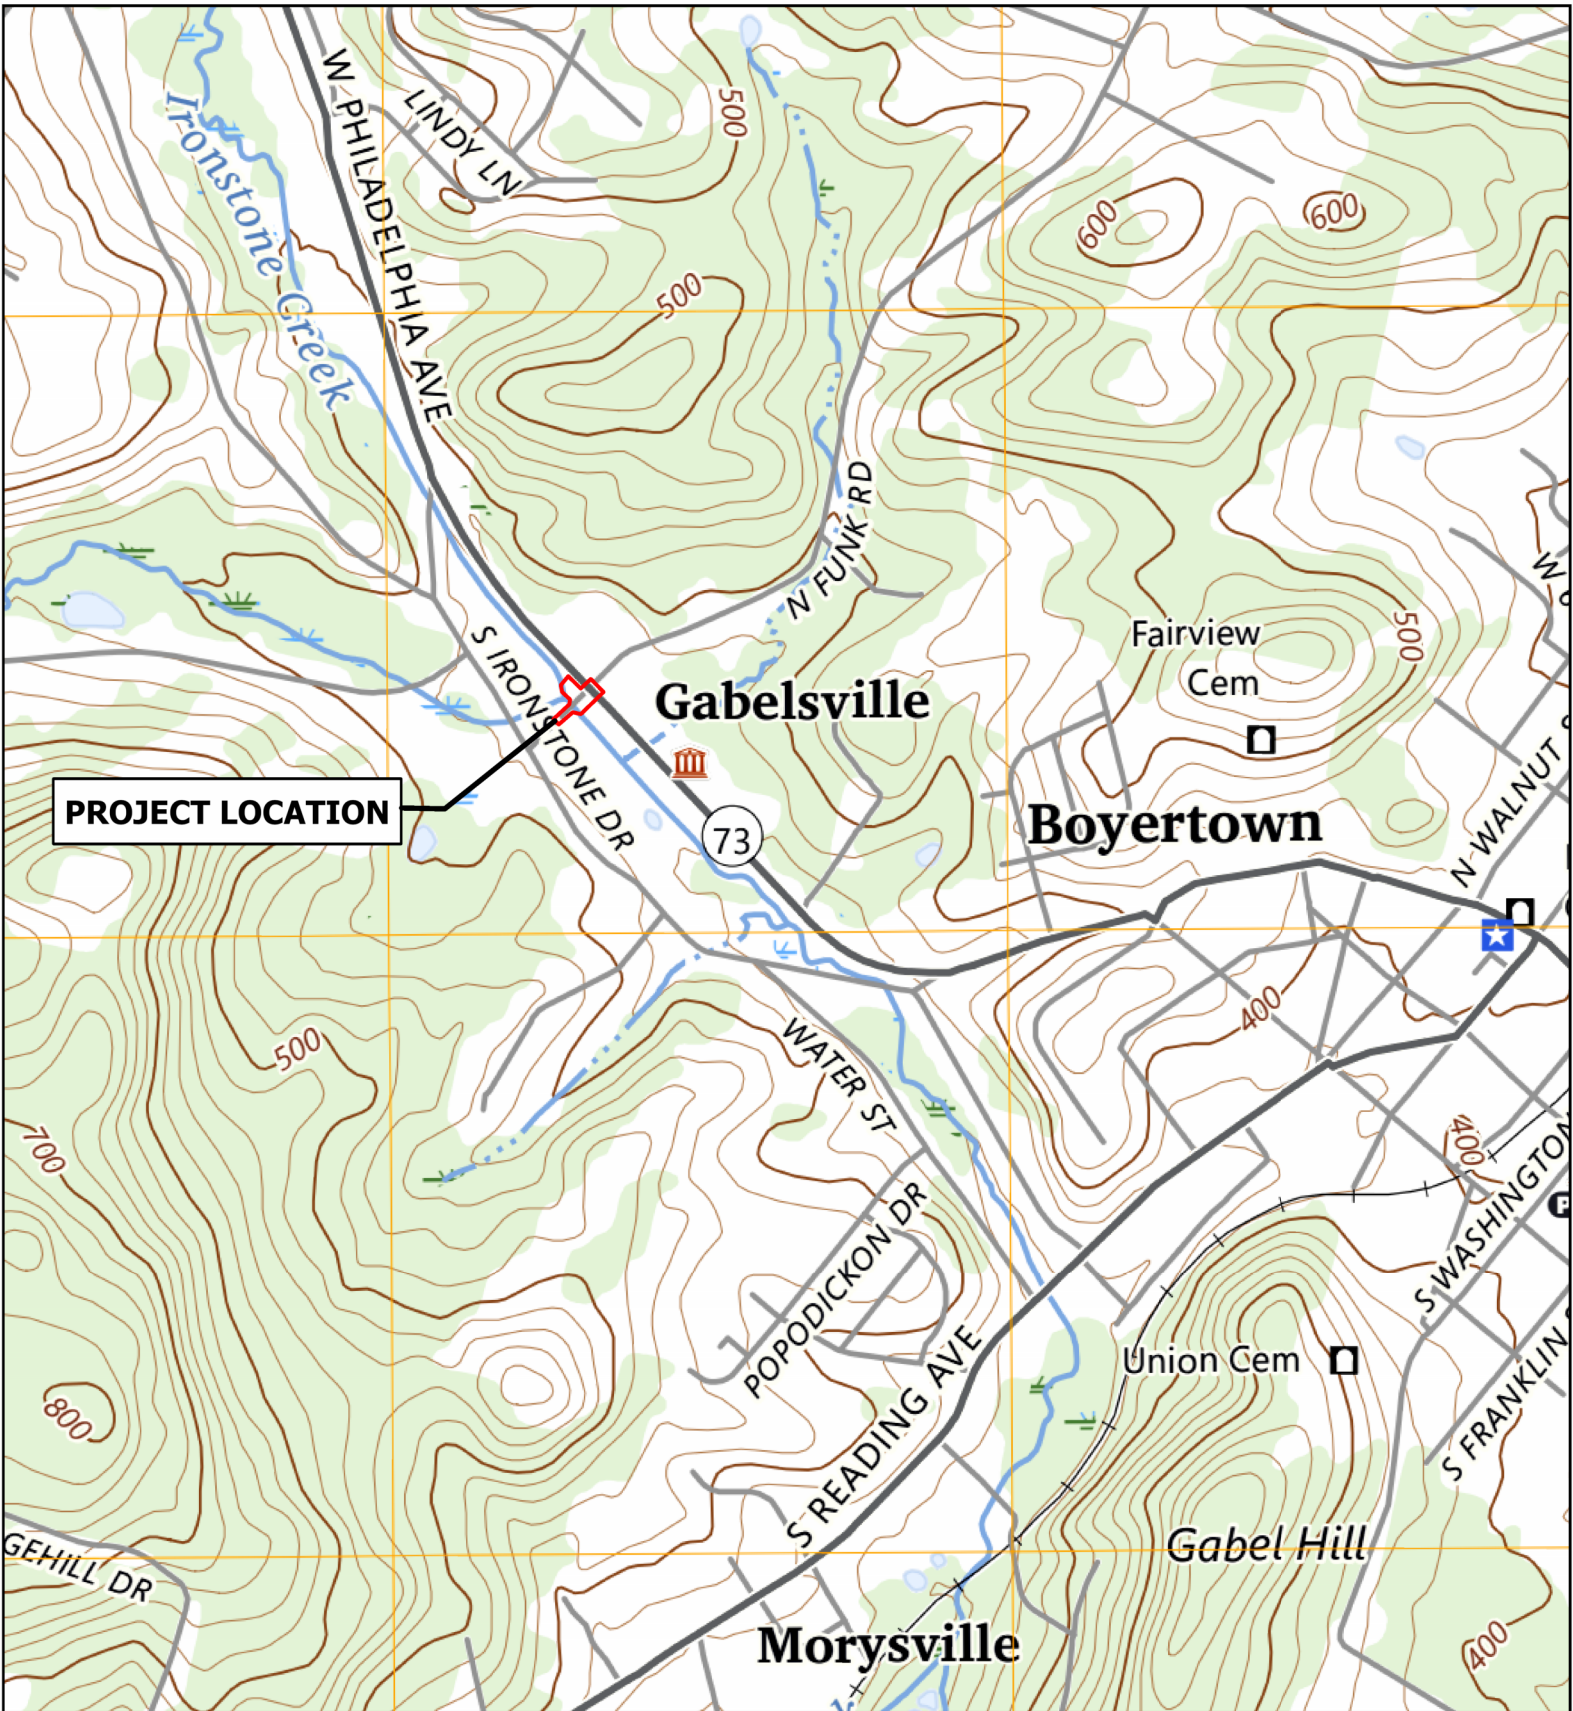 Ironstone Creek
W PHILADELPHIA AVE
LINDY LN
500
600
600
500
N FUNK RD
S IRONSTONE DR
Fairview
Cem
500
Gabelsville
PROJECT LOCATION
73
Boyertown
N WALNUT
500
400
WATER ST
700
400
S WASHINGTON
POPODICKON DR
800
Union Cem
S READING AVE
S FRANKLIN
Gabel Hill
GEHILL DR
Morysville
400
P